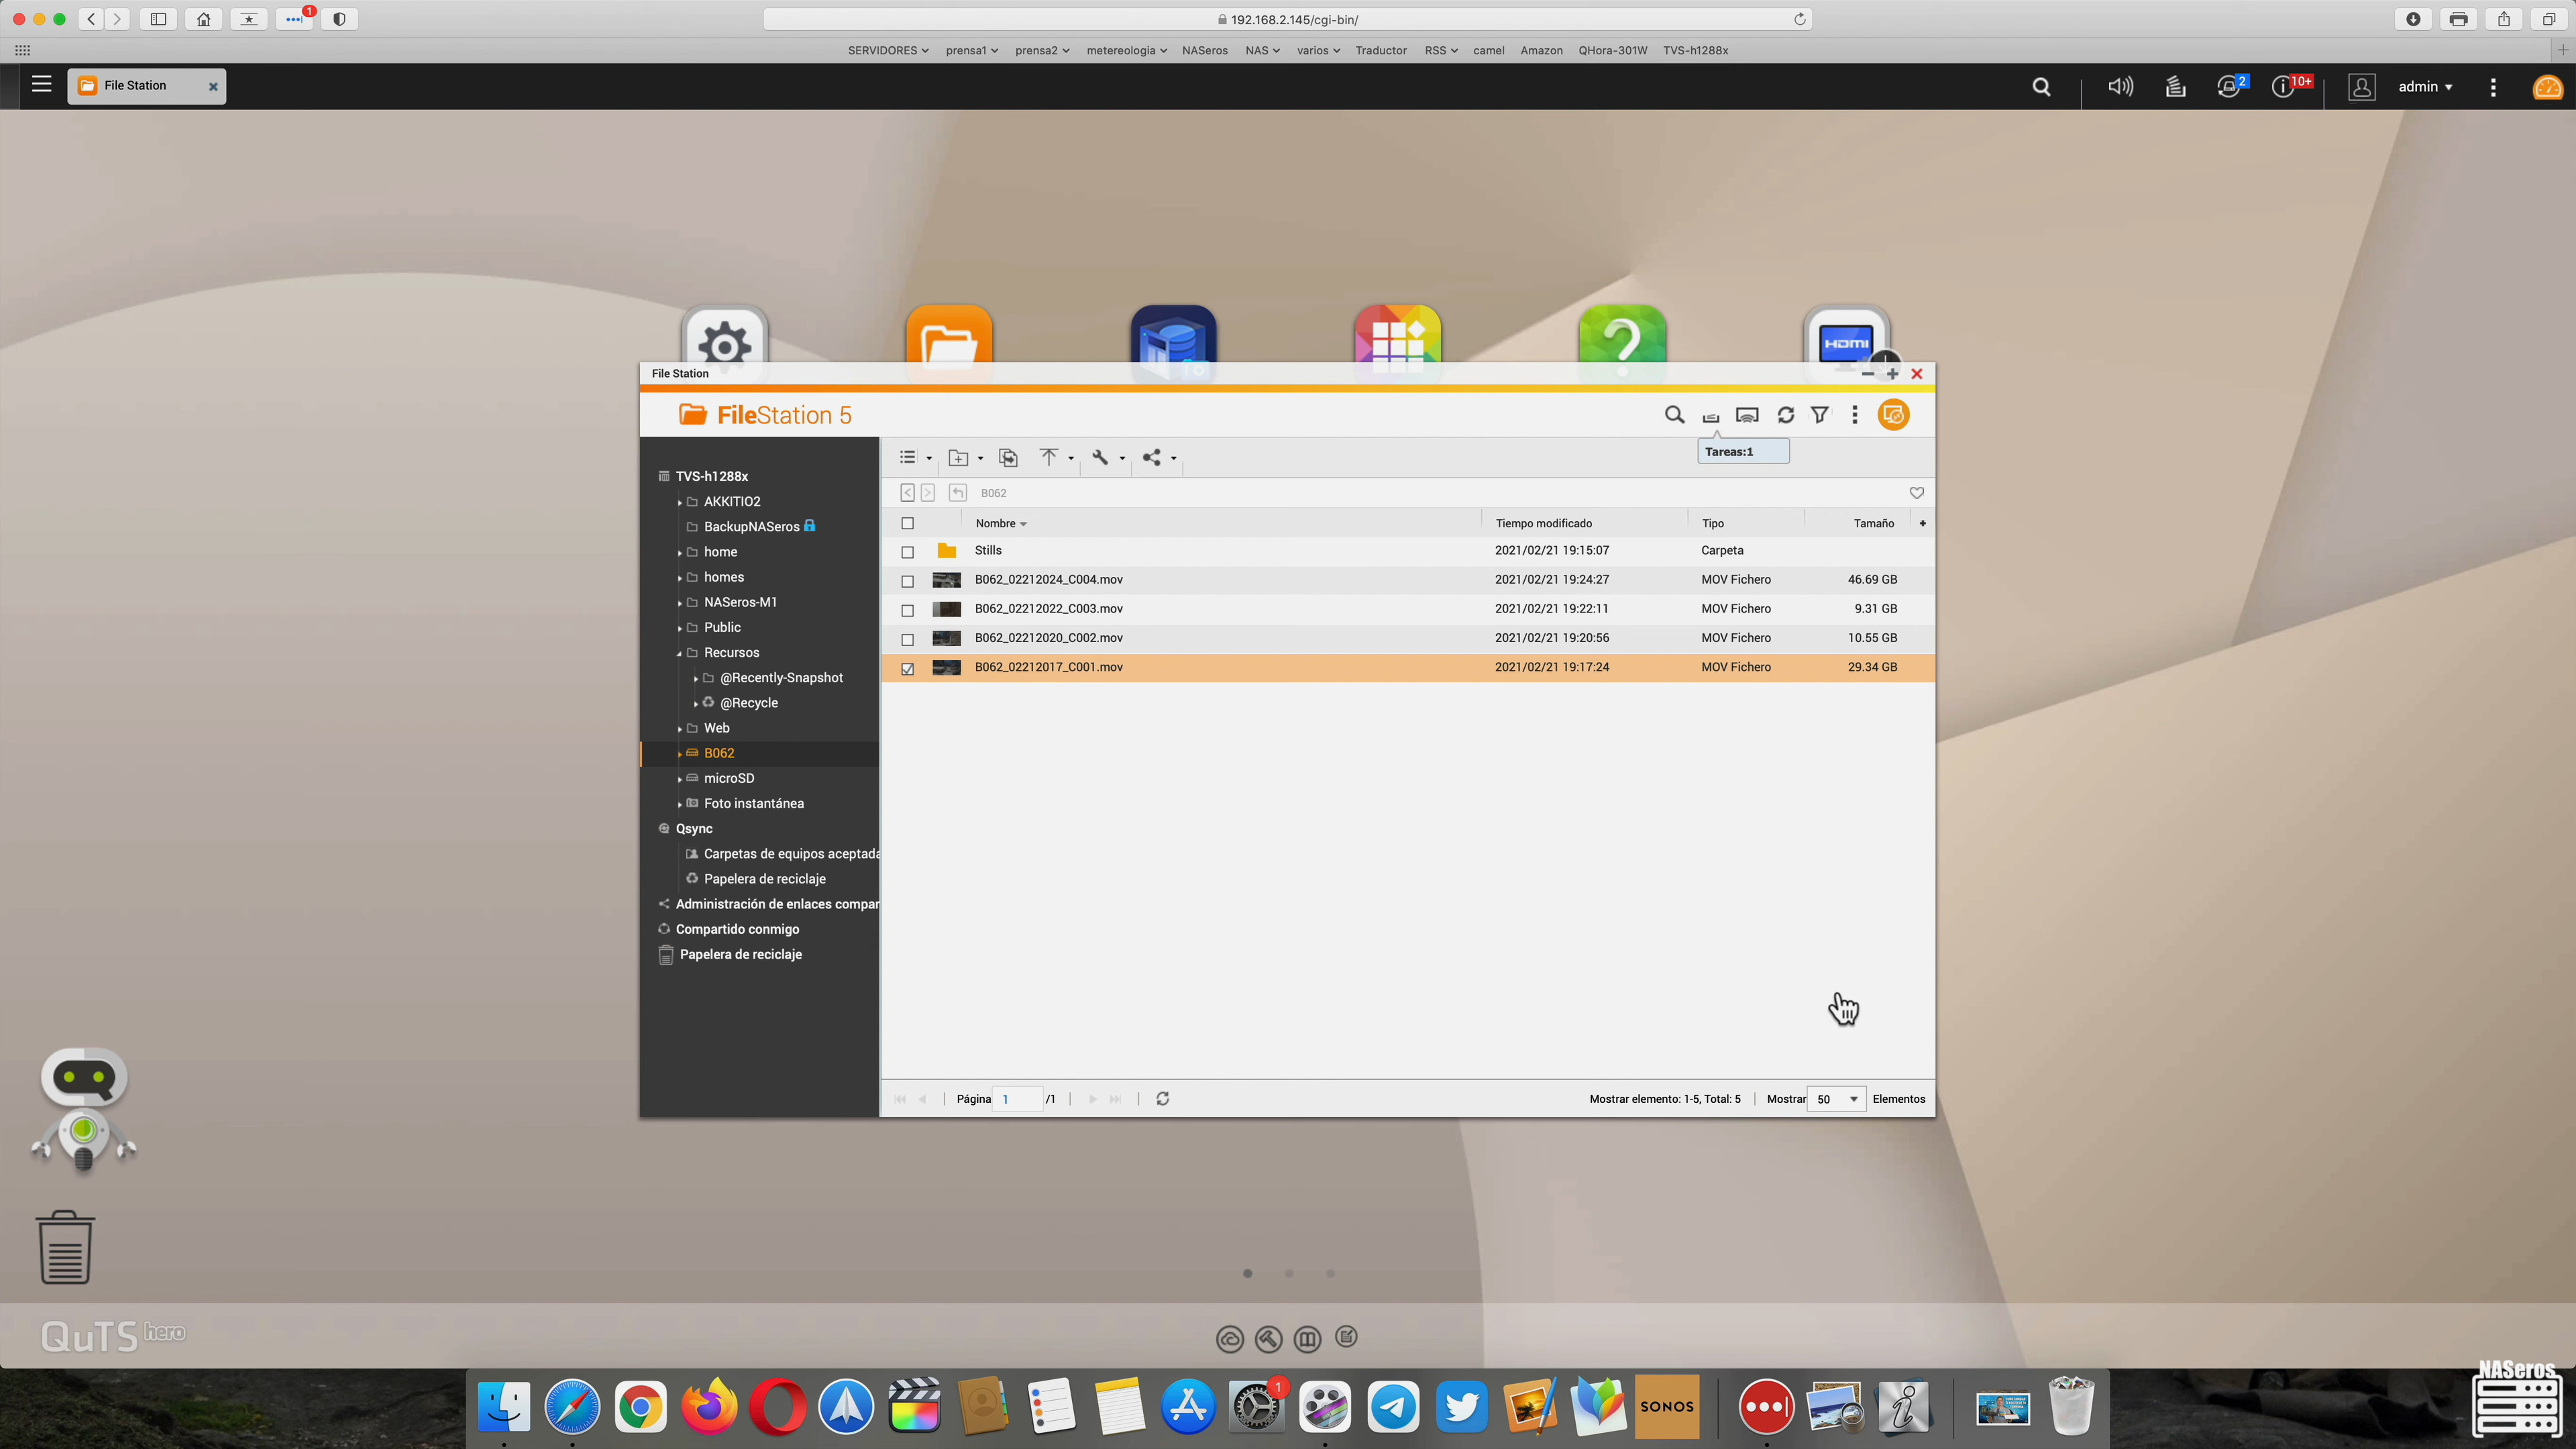 1
192.168.2.145/cgi-bin/
SERVIDORES prensa1 prensa2 metereologia NASeros NAS varios Traductor RSS camel Amazon QHora-301W TVS-h1288x
File Station
2
10+
admin
HDMI
File Station
FileStation 5
Tareas:1
TVS-h1288x
AKKITIO2
BackupNASeros
home
homes
NASeros-M1
Public
Recursos
@Recently-Snapshot
@Recycle
Web
B062
microSD
Foto instantánea
Qsync
Carpetas de equipos aceptada
Papelera de reciclaje
Administración de enlaces compar
Compartido conmigo
Papelera de reciclaje
B062
Nombre Tiempo modificado Tipo Tamaño
Stills 2021/02/21 19:15:07 Carpeta
B062_02212024_C004.mov 2021/02/21 19:24:27 MOV Fichero 46.69 GB
B062_02212022_C003.mov 2021/02/21 19:22:11 MOV Fichero 9.31 GB
B062_02212020_C002.mov 2021/02/21 19:20:56 MOV Fichero 10.55 GB
B062_02212017_C001.mov 2021/02/21 19:17:24 MOV Fichero 29.34 GB
Página 1 /1 Mostrar elemento: 1-5, Total: 5 Mostrar 50 Elementos
QuTS hero
1
SONOS
NASeros